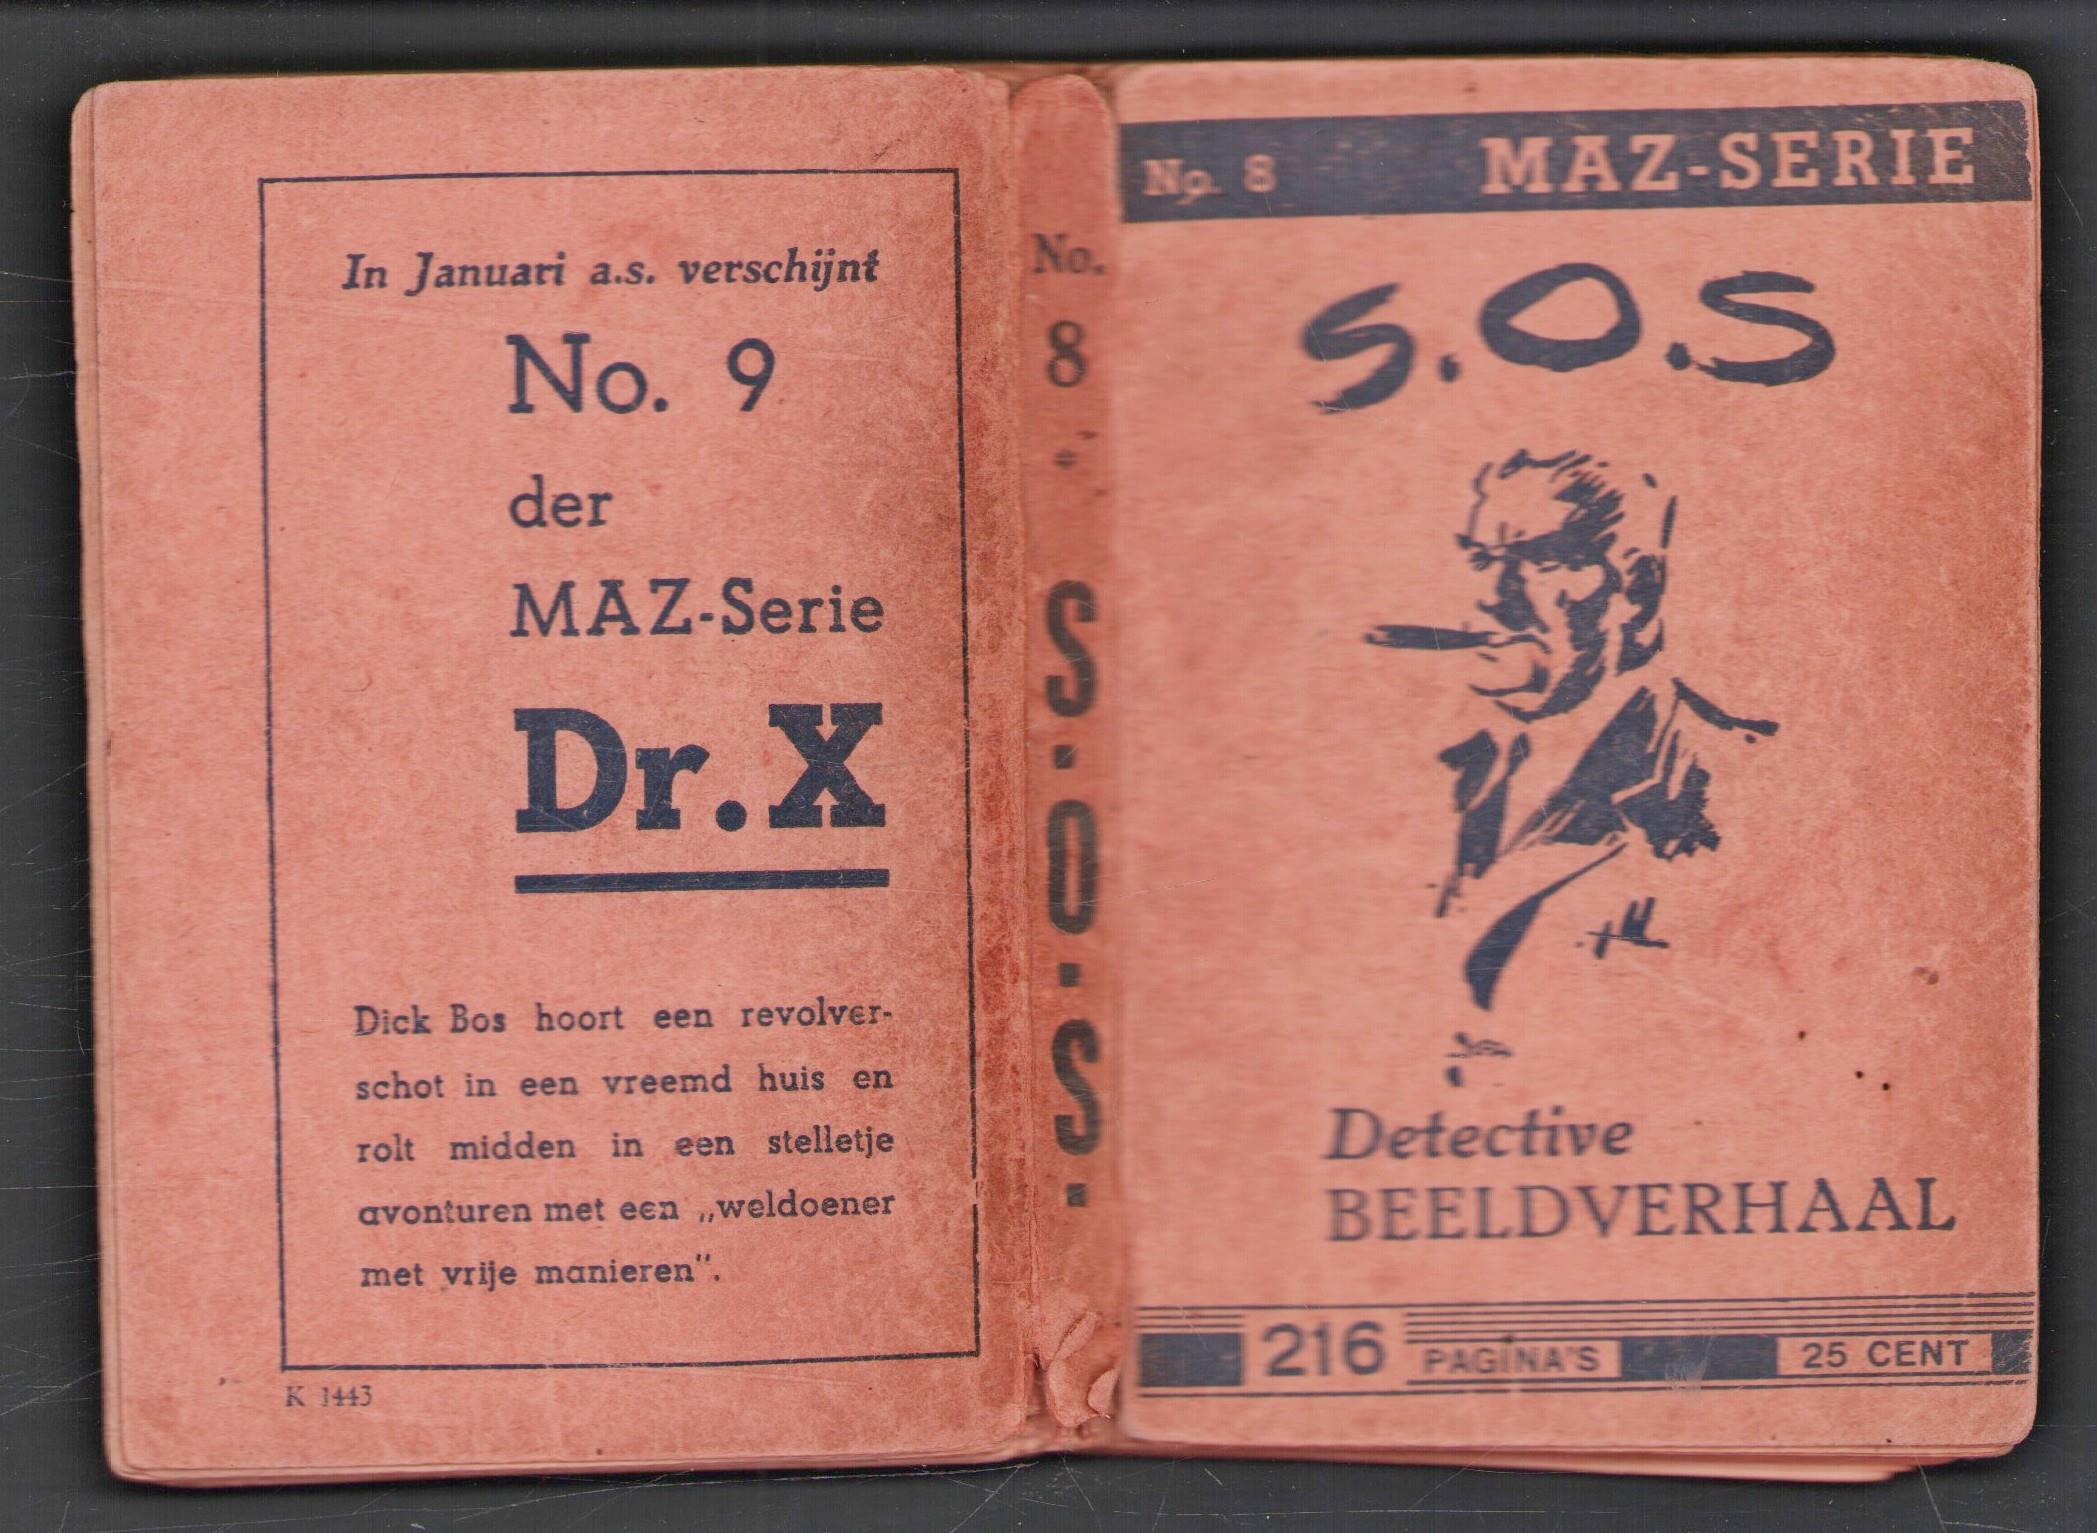 In Januari a.s. verschijnt
No. 9
der
MAZ-Serie
Dr. X
Dick Bos hoort een revolver-
schot in een vreemd huis en
rolt midden in een stelletje
avonturen met een „weldoener
met vrije manieren”.
K 1443
No.
8
S.O.S.
No. 8 MAZ-SERIE
S.O.S
Detective
BEELDVERHAAL
216 PAGINA'S 25 CENT